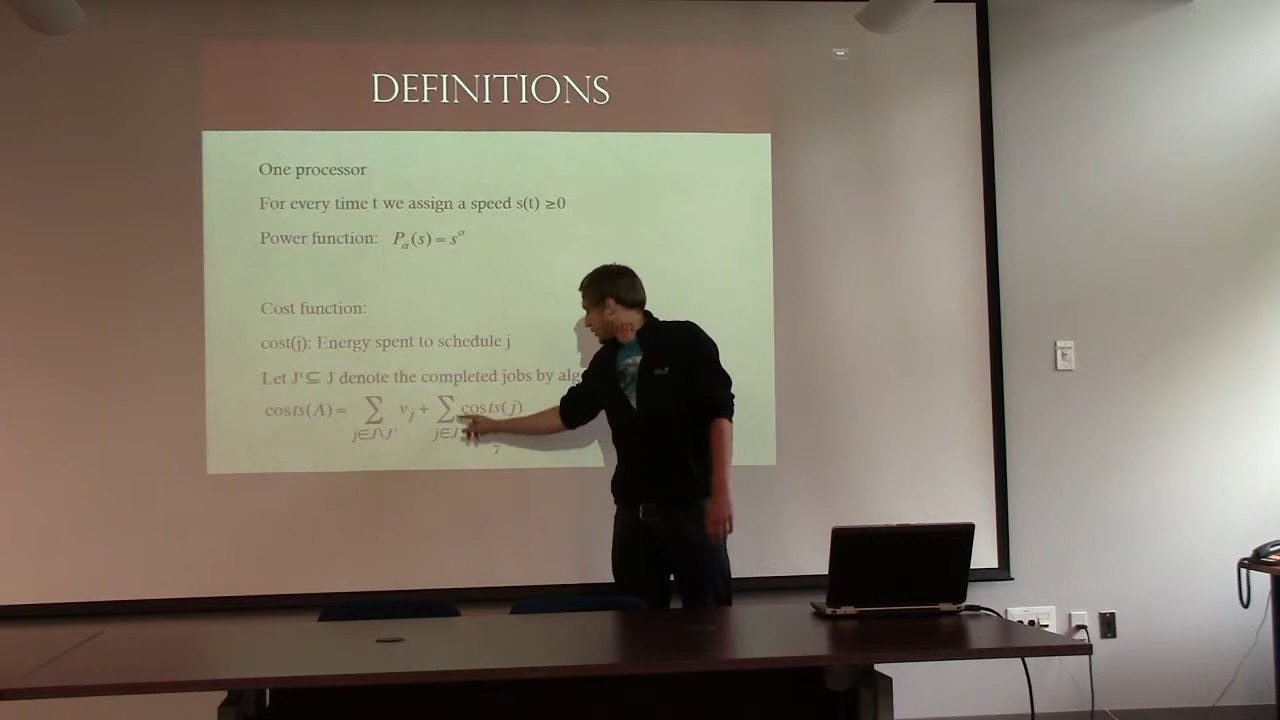 DEFINITIONS
One processor
For every time t we assign a speed s(t) ≥0
Power function: P_α(s) = s^α
Cost function:
cost(j): Energy spent to schedule j
Let J‘⊆ J denote the completed jobs by alg
costs(A) = ∑_{j∈J\J'} v_j + ∑_{j∈J'} costs(j)
7